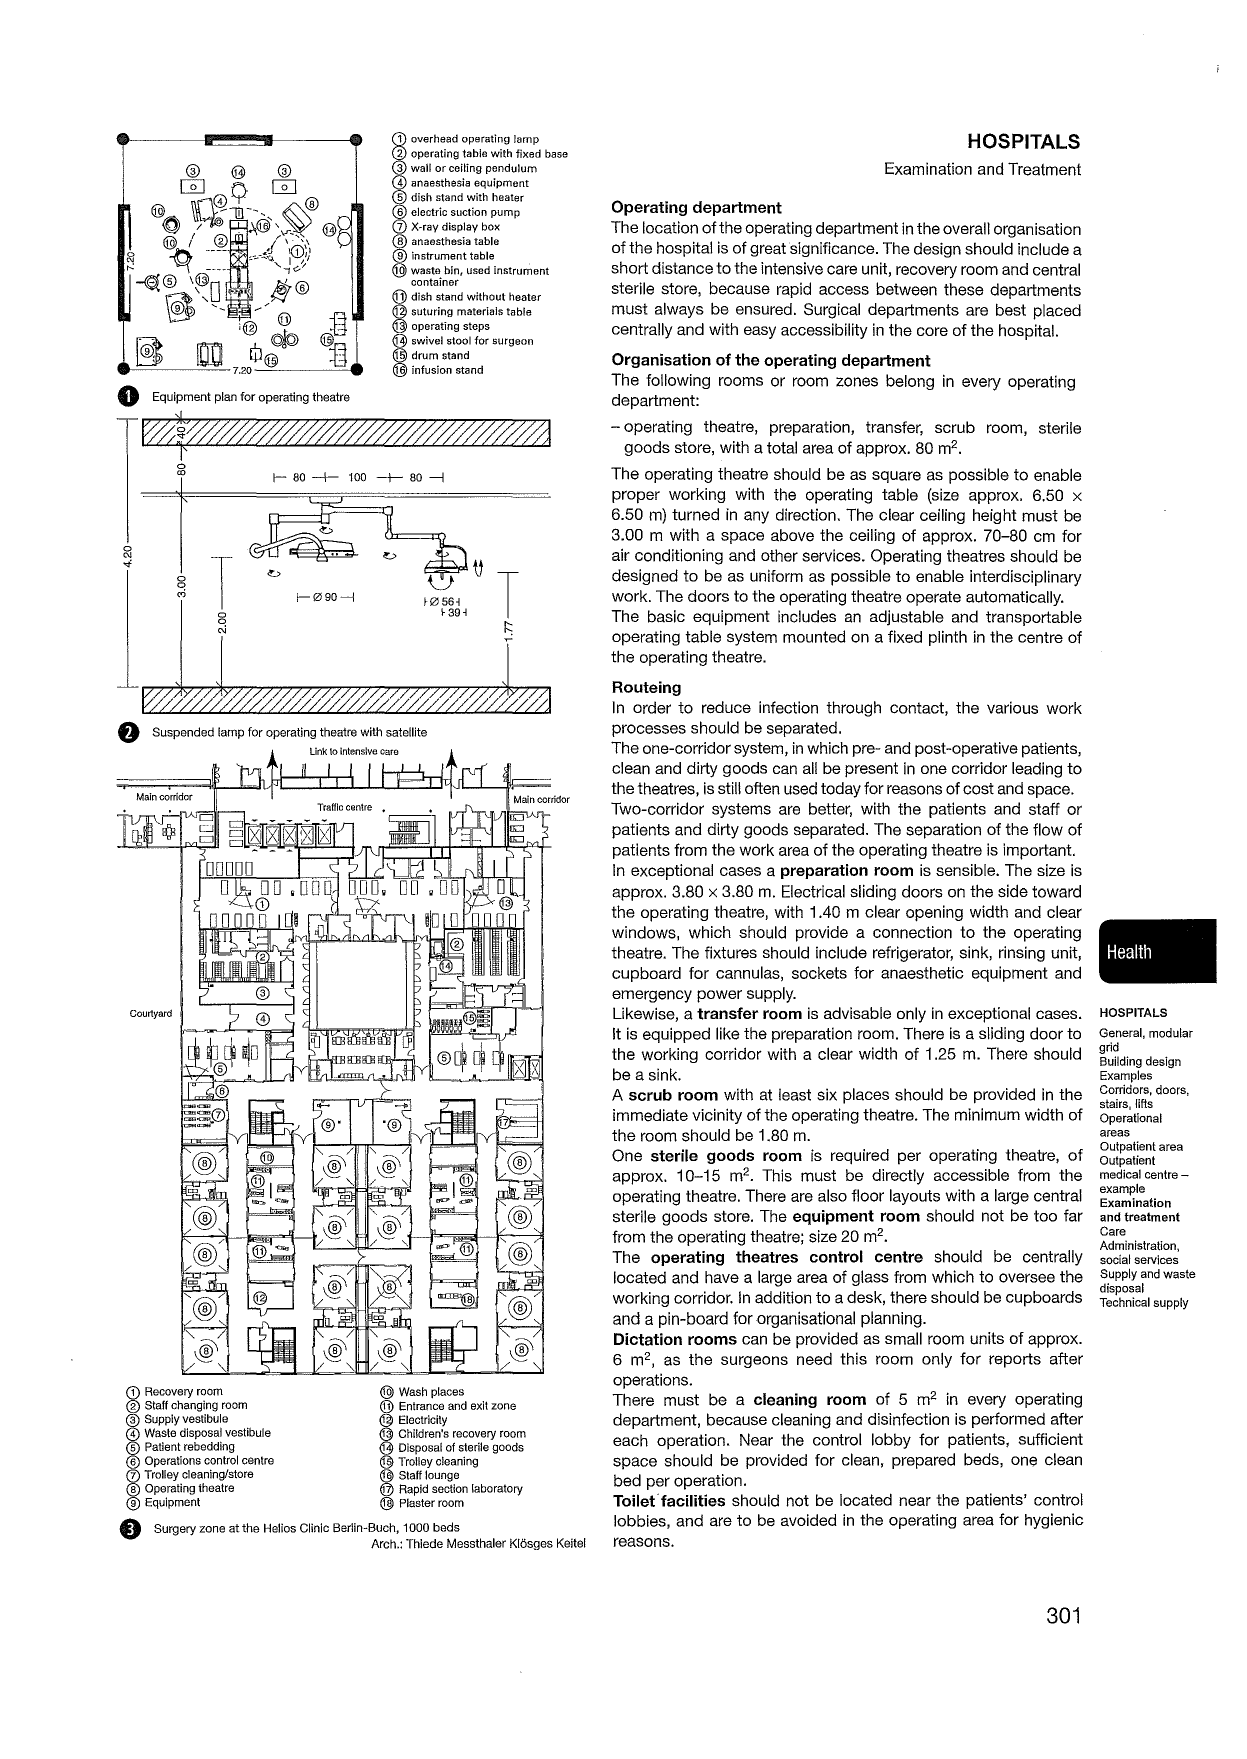 HOSPITALS
Examination and Treatment
① overhead operating lamp
② operating table with fixed base
③ wall or ceiling pendulum
④ anaesthesia equipment
⑤ dish stand with heater
⑥ electric suction pump
⑦ X-ray display box
⑧ anaesthesia table
⑨ instrument table
⑩ waste bin, used instrument
container
⑪ dish stand without heater
⑫ suturing materials table
⑬ operating steps
⑭ swivel stool for surgeon
⑮ drum stand
⑯ infusion stand
7.20
7.20
1 Equipment plan for operating theatre
40
80
80 100 80
4.20
3.00
2.00
Ø 90
Ø 56
39
1.77
2 Suspended lamp for operating theatre with satellite
Link to intensive care
Main corridor
Traffic centre
Main corridor
Courtyard
① Recovery room
② Staff changing room
③ Supply vestibule
④ Waste disposal vestibule
⑤ Patient rebedding
⑥ Operations control centre
⑦ Trolley cleaning/store
⑧ Operating theatre
⑨ Equipment
⑩ Wash places
⑪ Entrance and exit zone
⑫ Electricity
⑬ Children's recovery room
⑭ Disposal of sterile goods
⑮ Trolley cleaning
⑯ Staff lounge
⑰ Rapid section laboratory
⑱ Plaster room
3 Surgery zone at the Helios Clinic Berlin-Buch, 1000 beds
Arch.: Thiede Messthaler Klösges Keitel
Operating department
The location of the operating department in the overall organisation
of the hospital is of great significance. The design should include a
short distance to the intensive care unit, recovery room and central
sterile store, because rapid access between these departments
must always be ensured. Surgical departments are best placed
centrally and with easy accessibility in the core of the hospital.
Organisation of the operating department
The following rooms or room zones belong in every operating
department:
– operating theatre, preparation, transfer, scrub room, sterile
goods store, with a total area of approx. 80 m².
The operating theatre should be as square as possible to enable
proper working with the operating table (size approx. 6.50 ×
6.50 m) turned in any direction. The clear ceiling height must be
3.00 m with a space above the ceiling of approx. 70–80 cm for
air conditioning and other services. Operating theatres should be
designed to be as uniform as possible to enable interdisciplinary
work. The doors to the operating theatre operate automatically.
The basic equipment includes an adjustable and transportable
operating table system mounted on a fixed plinth in the centre of
the operating theatre.
Routeing
In order to reduce infection through contact, the various work
processes should be separated.
The one-corridor system, in which pre- and post-operative patients,
clean and dirty goods can all be present in one corridor leading to
the theatres, is still often used today for reasons of cost and space.
Two-corridor systems are better, with the patients and staff or
patients and dirty goods separated. The separation of the flow of
patients from the work area of the operating theatre is important.
In exceptional cases a preparation room is sensible. The size is
approx. 3.80 × 3.80 m. Electrical sliding doors on the side toward
the operating theatre, with 1.40 m clear opening width and clear
windows, which should provide a connection to the operating
theatre. The fixtures should include refrigerator, sink, rinsing unit,
cupboard for cannulas, sockets for anaesthetic equipment and
emergency power supply.
Likewise, a transfer room is advisable only in exceptional cases.
It is equipped like the preparation room. There is a sliding door to
the working corridor with a clear width of 1.25 m. There should
be a sink.
A scrub room with at least six places should be provided in the
immediate vicinity of the operating theatre. The minimum width of
the room should be 1.80 m.
One sterile goods room is required per operating theatre, of
approx. 10–15 m². This must be directly accessible from the
operating theatre. There are also floor layouts with a large central
sterile goods store. The equipment room should not be too far
from the operating theatre; size 20 m².
The operating theatres control centre should be centrally
located and have a large area of glass from which to oversee the
working corridor. In addition to a desk, there should be cupboards
and a pin-board for organisational planning.
Dictation rooms can be provided as small room units of approx.
6 m², as the surgeons need this room only for reports after
operations.
There must be a cleaning room of 5 m² in every operating
department, because cleaning and disinfection is performed after
each operation. Near the control lobby for patients, sufficient
space should be provided for clean, prepared beds, one clean
bed per operation.
Toilet facilities should not be located near the patients' control
lobbies, and are to be avoided in the operating area for hygienic
reasons.
Health
HOSPITALS
General, modular
grid
Building design
Examples
Corridors, doors,
stairs, lifts
Operational
areas
Outpatient area
Outpatient
medical centre –
example
Examination
and treatment
Care
Administration,
social services
Supply and waste
disposal
Technical supply
301